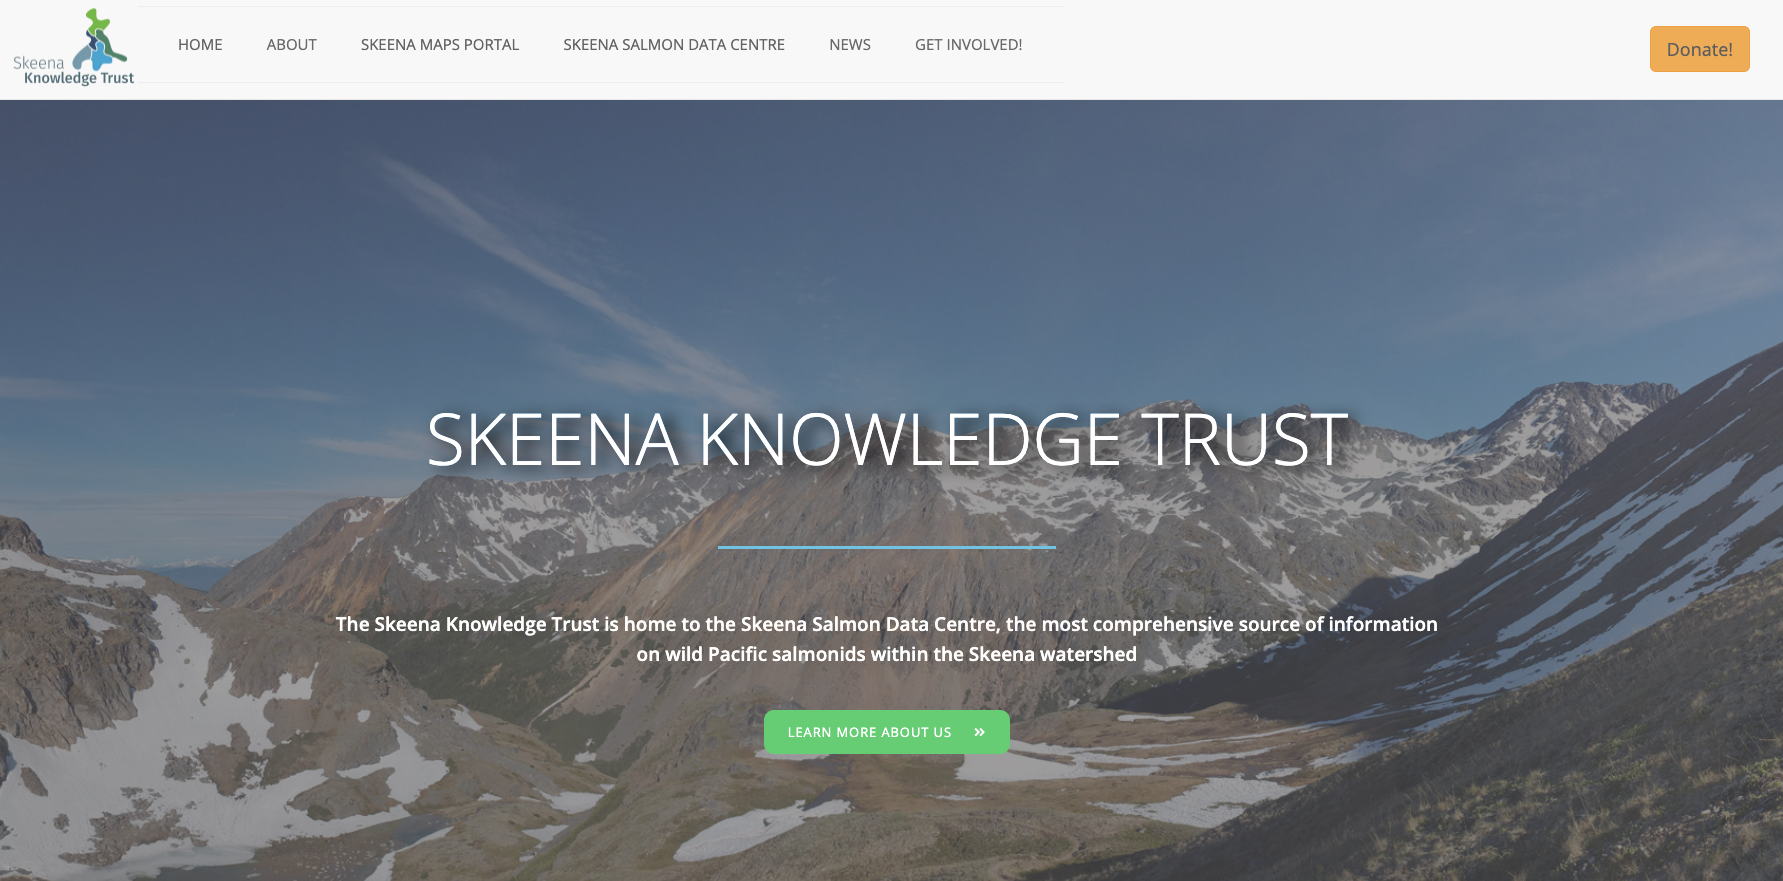 Skeena
Knowledge Trust
HOME
ABOUT
SKEENA MAPS PORTAL
SKEENA SALMON DATA CENTRE
NEWS
GET INVOLVED!
Donate!
SKEENA KNOWLEDGE TRUST
The Skeena Knowledge Trust is home to the Skeena Salmon Data Centre, the most comprehensive source of information
on wild Pacific salmonids within the Skeena watershed
LEARN MORE ABOUT US »